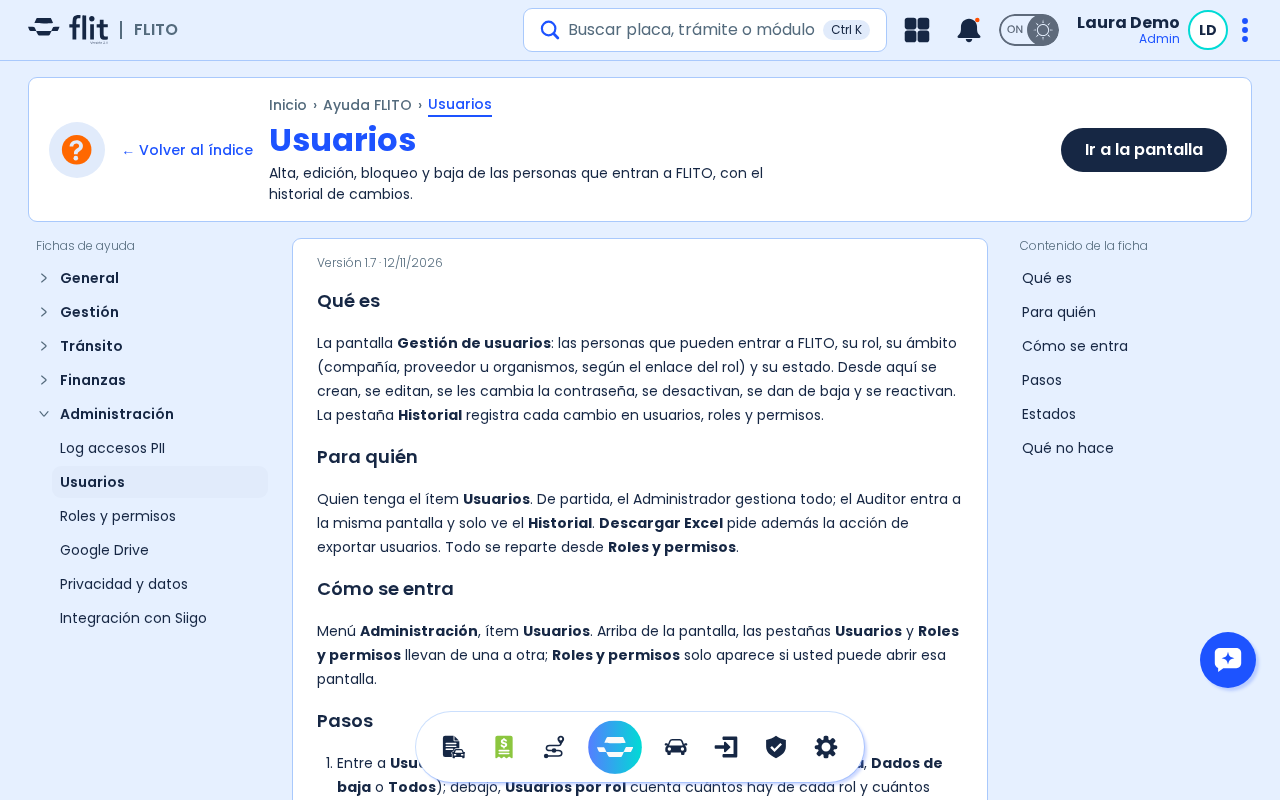 flit | FLITO
Buscar placa, trámite o módulo Ctrl K
ON
Laura Demo
Admin
LD
Inicio › Ayuda FLITO › Usuarios
← Volver al índice
Usuarios
Alta, edición, bloqueo y baja de las personas que entran a FLITO, con el
historial de cambios.
Ir a la pantalla
Fichas de ayuda
General
Gestión
Tránsito
Finanzas
Administración
Log accesos PII
Usuarios
Roles y permisos
Google Drive
Privacidad y datos
Integración con Siigo
Versión 1.7 · 12/11/2026
Qué es
La pantalla Gestión de usuarios: las personas que pueden entrar a FLITO, su rol, su ámbito
(compañía, proveedor u organismos, según el enlace del rol) y su estado. Desde aquí se
crean, se editan, se les cambia la contraseña, se desactivan, se dan de baja y se reactivan.
La pestaña Historial registra cada cambio en usuarios, roles y permisos.
Para quién
Quien tenga el ítem Usuarios. De partida, el Administrador gestiona todo; el Auditor entra a
la misma pantalla y solo ve el Historial. Descargar Excel pide además la acción de
exportar usuarios. Todo se reparte desde Roles y permisos.
Cómo se entra
Menú Administración, ítem Usuarios. Arriba de la pantalla, las pestañas Usuarios y Roles
y permisos llevan de una a otra; Roles y permisos solo aparece si usted puede abrir esa
pantalla.
Pasos
1. Entre a Dados de
baja o Todos); debajo, Usuarios por rol cuenta cuántos hay de cada rol y cuántos
Contenido de la ficha
Qué es
Para quién
Cómo se entra
Pasos
Estados
Qué no hace